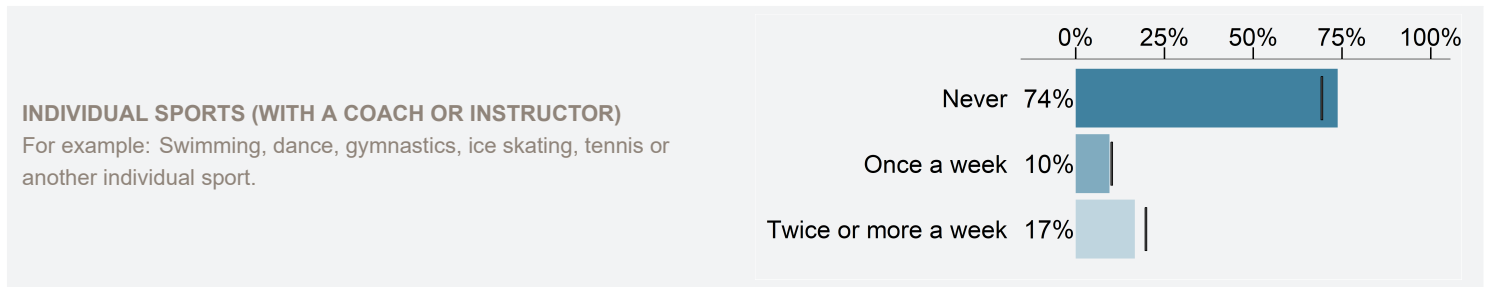 INDIVIDUAL SPORTS (WITH A COACH OR INSTRUCTOR)
For example: Swimming, dance, gymnastics, ice skating, tennis or
another individual sport.
0% 25% 50% 75% 100%
Never 74%
Once a week 10%
Twice or more a week 17%